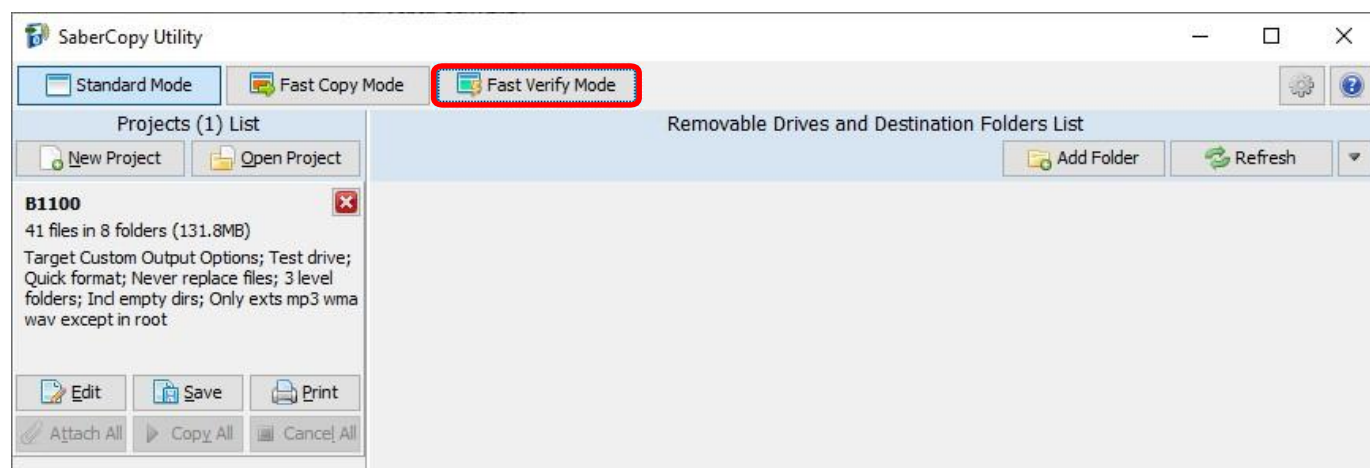 SaberCopy Utility
Standard Mode
Fast Copy Mode
Fast Verify Mode
Projects (1) List
Removable Drives and Destination Folders List
New Project
Open Project
Add Folder
Refresh
B1100
41 files in 8 folders (131.8MB)
Target Custom Output Options; Test drive;
Quick format; Never replace files; 3 level
folders; Incl empty dirs; Only exts mp3 wma
wav except in root
Edit
Save
Print
Attach All
Copy All
Cancel All